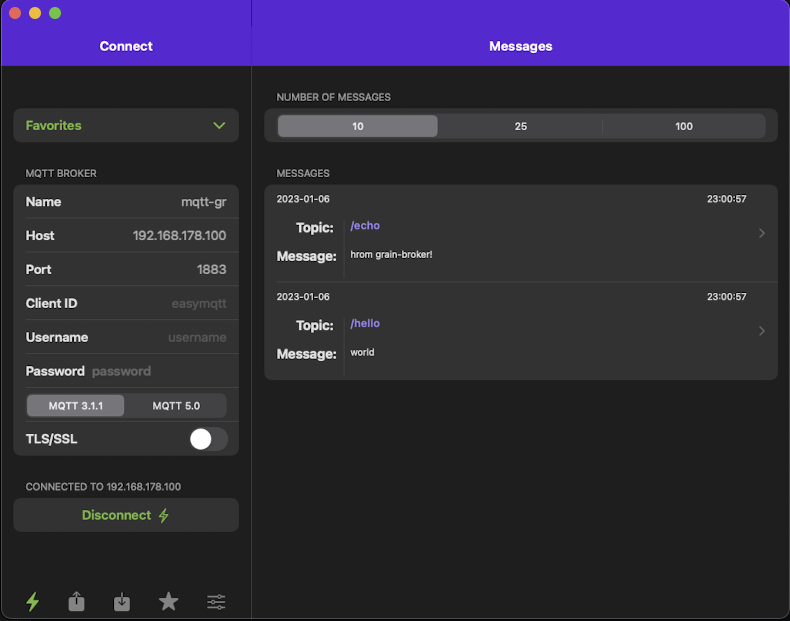 Connect
Messages
Favorites
MQTT BROKER
Name mqtt-gr
Host 192.168.178.100
Port 1883
Client ID easymqtt
Username username
Password password
MQTT 3.1.1 MQTT 5.0
TLS/SSL
CONNECTED TO 192.168.178.100
Disconnect
NUMBER OF MESSAGES
10 25 100
MESSAGES
2023-01-06 23:00:57
Topic: /echo
Message: hrom grain-broker!
2023-01-06 23:00:57
Topic: /hello
Message: world